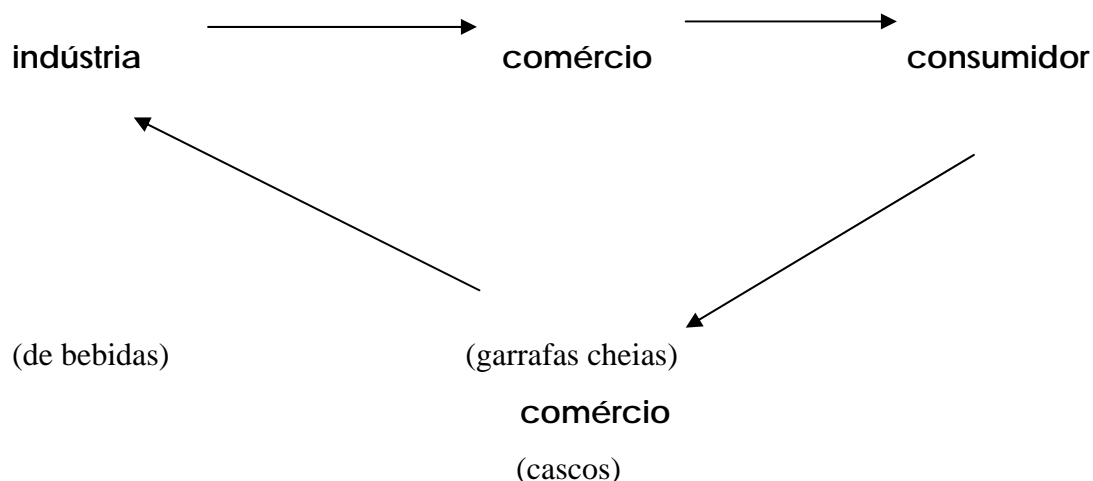 indústria comércio consumidor
(de bebidas) (garrafas cheias)
comércio
(cascos)